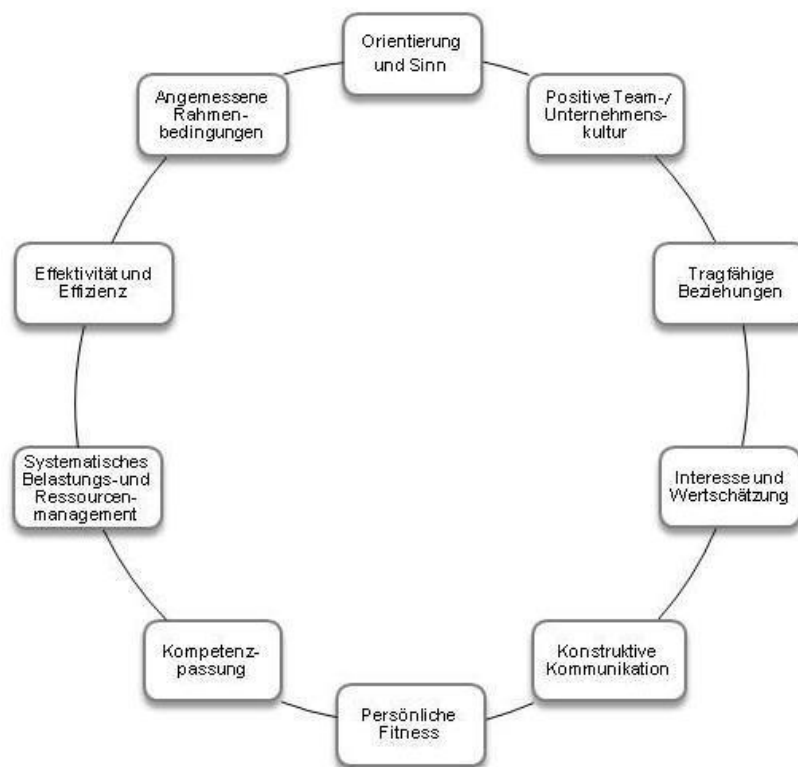 Orientierung
und Sinn
Positive Team-/
Unternehmens-
kultur
Tragfähige
Beziehungen
Interesse und
Wertschätzung
Konstruktive
Kommunikation
Persönliche
Fitness
Kompetenz-
passung
Systematisches
Belastungs- und
Ressourcen-
management
Effektivität und
Effizienz
Angemessene
Rahmen-
bedingungen